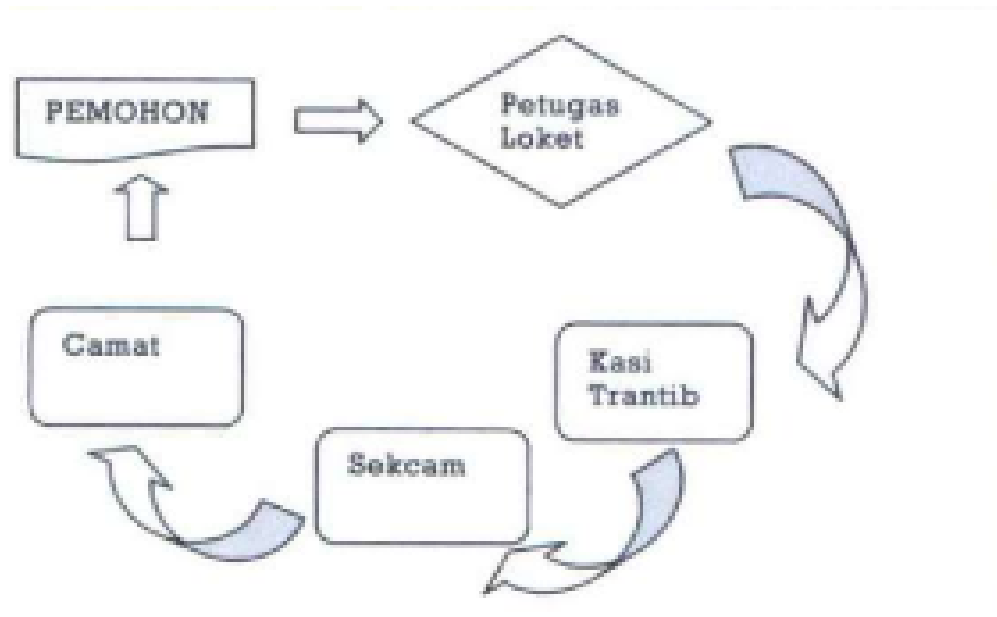 PEMOHON
Petugas
Loket
Kasi
Trantib
Sekcam
Camat